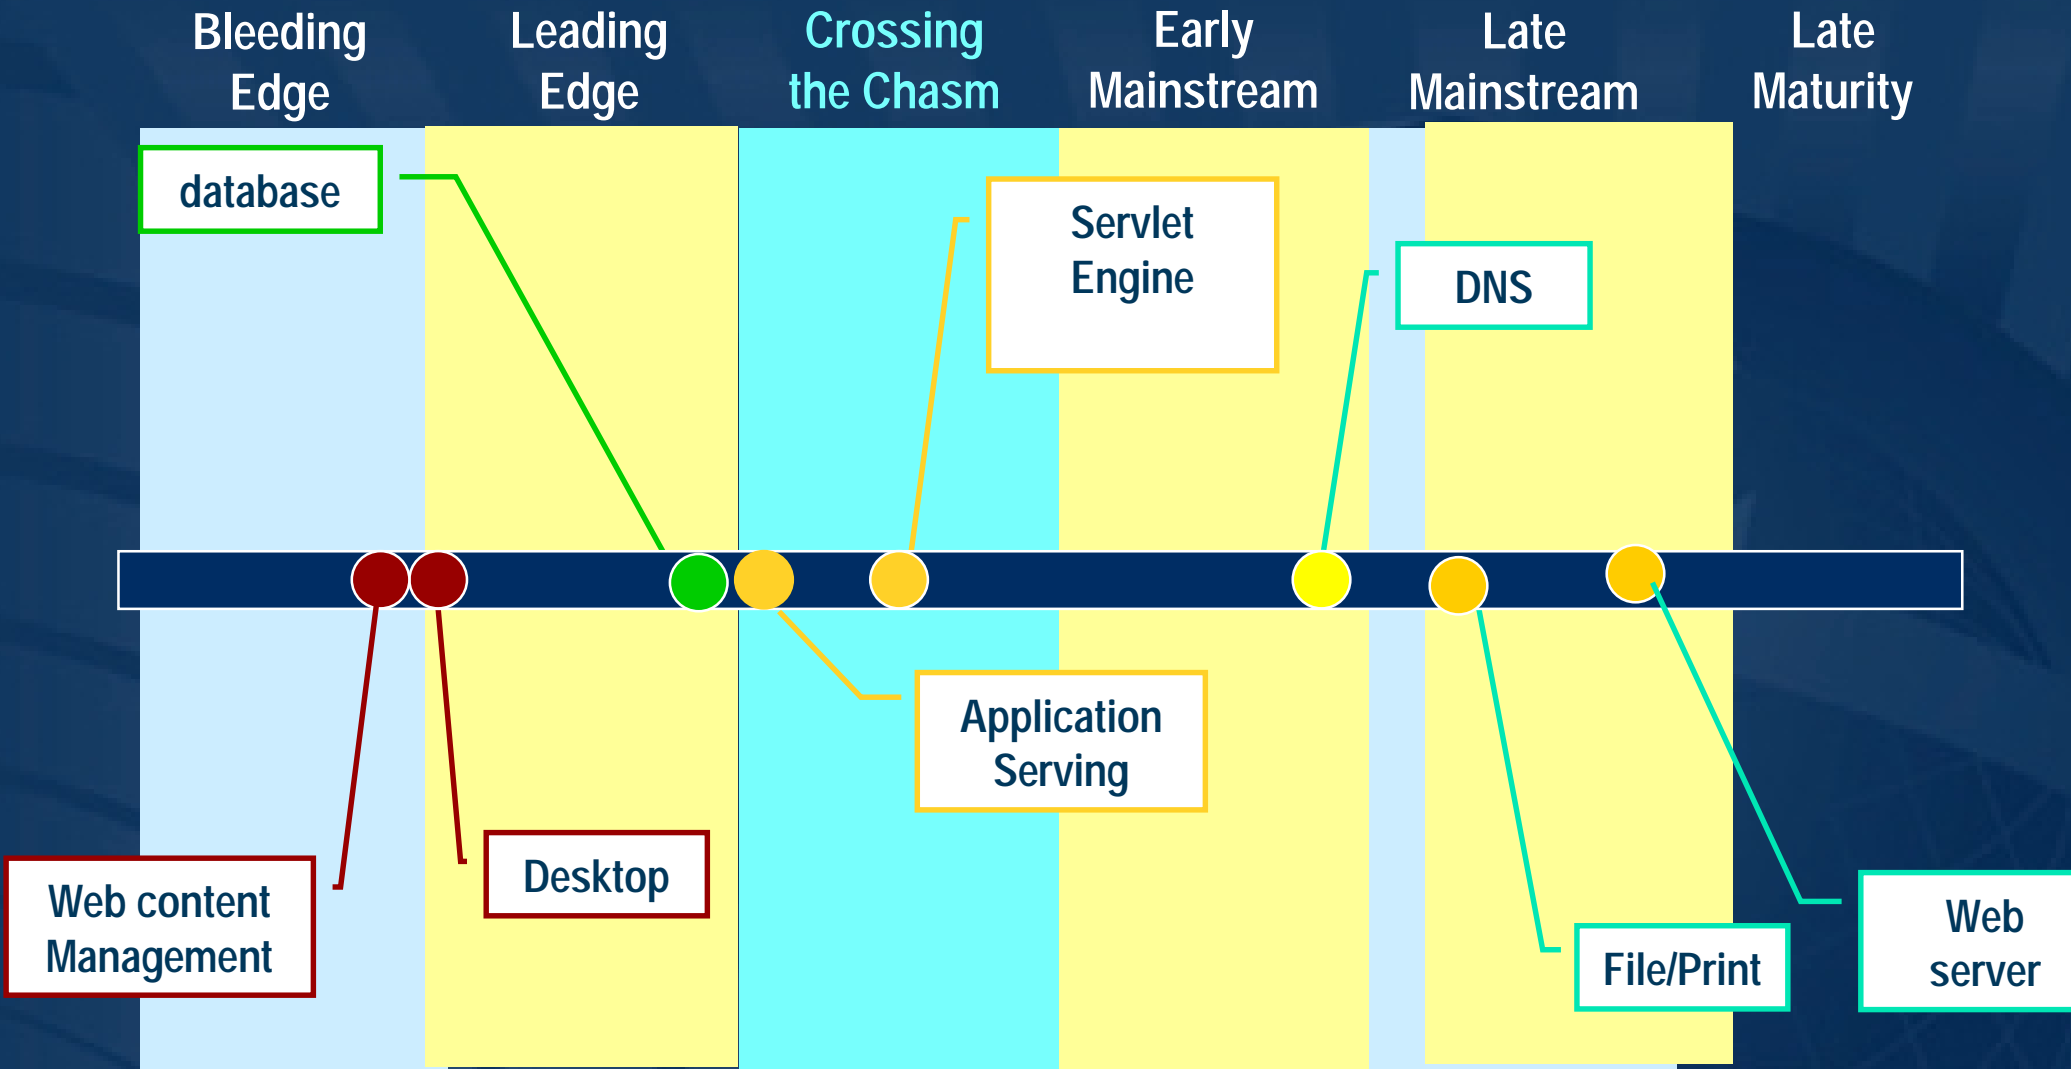 Bleeding
Edge
Leading
Edge
Crossing
the Chasm
Early
Mainstream
Late
Mainstream
Late
Maturity
database
Servlet
Engine
DNS
Application
Serving
Desktop
Web content
Management
File/Print
Web
server